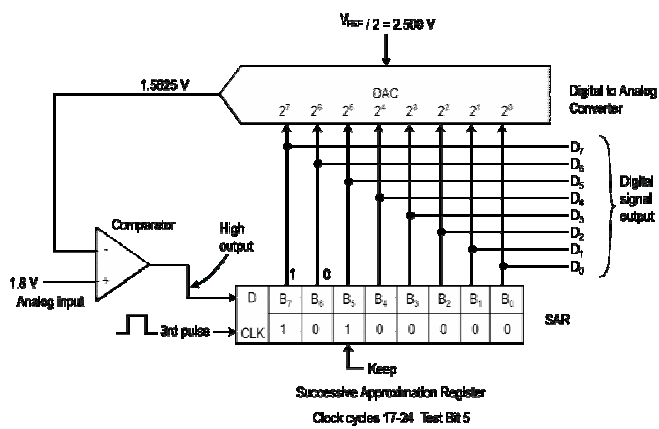 VREF / 2 = 2.500 V
1.5625 V
DAC
2⁷ 2⁶ 2⁵ 2⁴ 2³ 2² 2¹ 2⁰
Digital to Analog
Converter
D₇
D₆
D₅
D₄
D₃
D₂
D₁
D₀
Digital
signal
output
Comparator
High
output
-
+
1.8 V
Analog input
1 0
D B₇ B₆ B₅ B₄ B₃ B₂ B₁ B₀
3rd pulse
CLK 1 0 1 0 0 0 0 0
SAR
Keep
Successive Approximation Register
Clock cycles 17-24 Test Bit 5